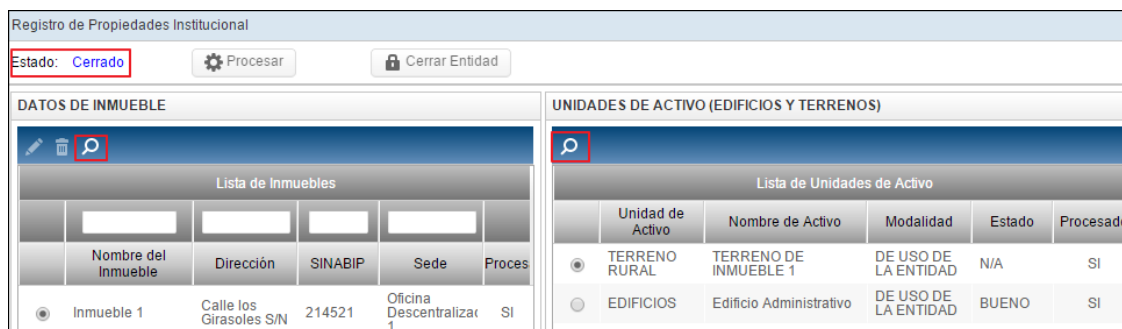 Registro de Propiedades Institucional
Estado: Cerrado Procesar Cerrar Entidad
DATOS DE INMUEBLE
Lista de Inmuebles
Nombre del
Inmueble
Dirección
SINABIP
Sede
Proces
Inmueble 1
Calle los
Girasoles S/N
214521
Oficina
Descentralizac
1
SI
UNIDADES DE ACTIVO (EDIFICIOS Y TERRENOS)
Lista de Unidades de Activo
Unidad de
Activo
Nombre de Activo
Modalidad
Estado
Procesad
TERRENO
RURAL
TERRENO DE
INMUEBLE 1
DE USO DE
LA ENTIDAD
N/A
SI
EDIFICIOS
Edificio Administrativo
DE USO DE
LA ENTIDAD
BUENO
SI